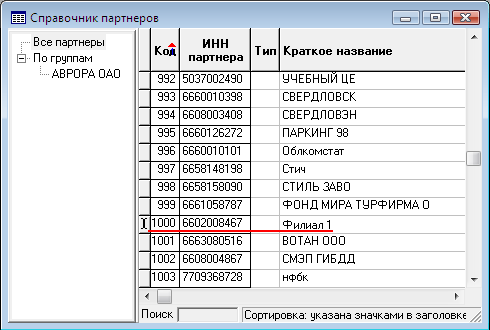 Справочник партнеров
Все партнеры
По группам
АВРОРА ОАО
Код ИНН партнера Тип Краткое название
992 5037002490 УЧЕБНЫЙ ЦЕ
993 6660010398 СВЕРДЛОВСК
994 6608003408 СВЕРДЛОВЭН
995 6660126272 ПАРКИНГ 98
996 6660010101 Облкомстат
997 6658148198 Стич
998 6658158090 СТИЛЬ ЗАВО
999 6661058787 ФОНД МИРА ТУРФИРМА О
1000 6602008467 Филиал 1
1001 6663080516 ВОТАН ООО
1002 6608004867 СМЭП ГИБДД
1003 7709368728 нфбк
Поиск Сортировка: указана значками в заголовке